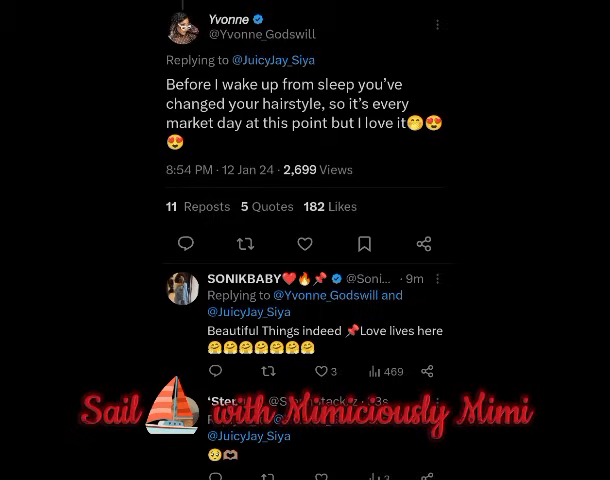 Yvonne
@Yvonne_Godswill
Replying to @JuicyJay_Siya
Before I wake up from sleep you've
changed your hairstyle, so it's every
market day at this point but I love it🤭😍
😍
8:54 PM · 12 Jan 24 · 2,699 Views
11 Reposts 5 Quotes 182 Likes
SONIKBABY❤️🔥📌 @Soni... · 9m
Replying to @Yvonne_Godswill and
@JuicyJay_Siya
Beautiful Things indeed 📌Love lives here
🤗🤗🤗🤗🤗🤗🤗
3 469
Sail ⛵ with Mimiciously Mimi
@JuicyJay_Siya
🥹🫶🏽